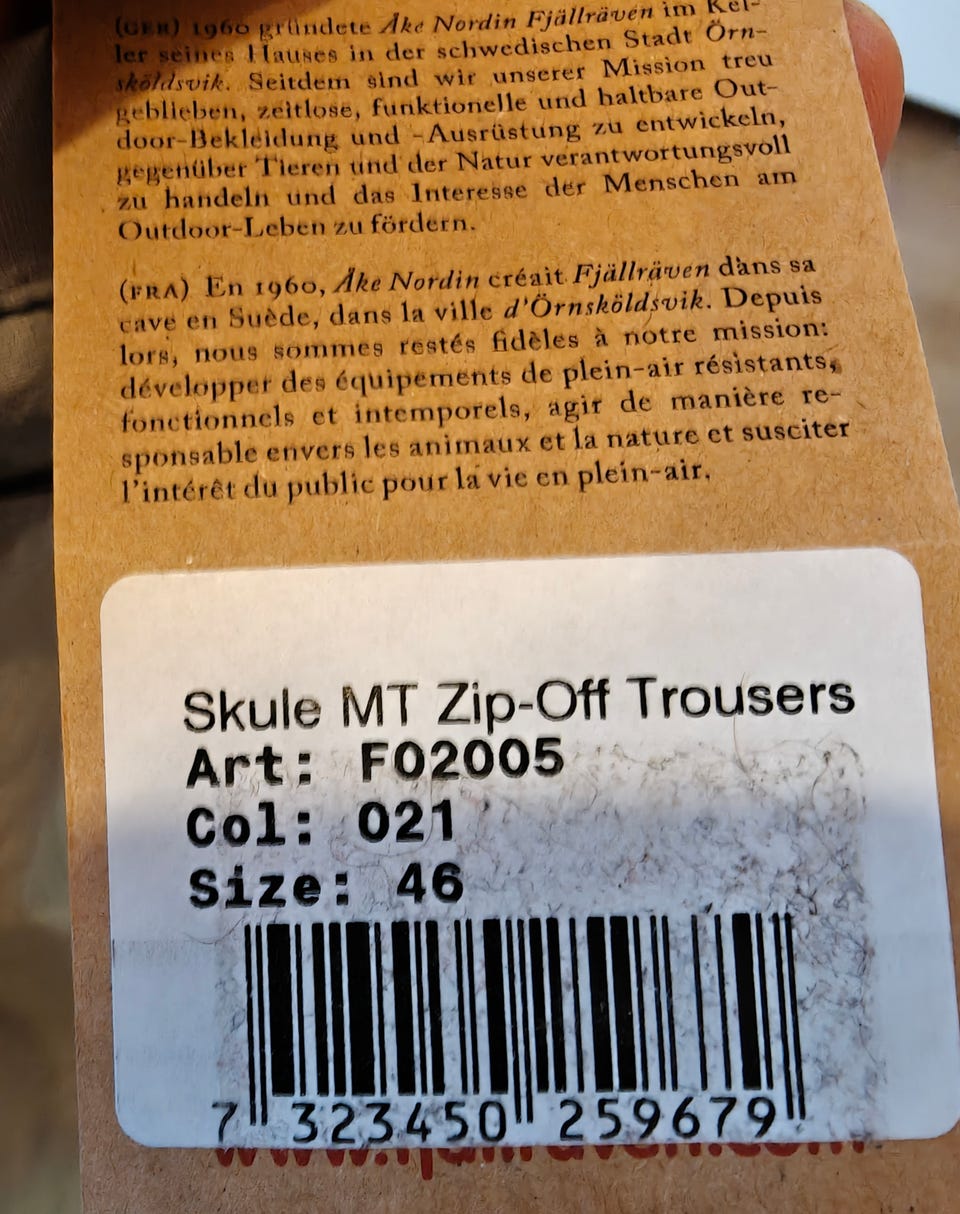 (GER) 1960 gründete Åke Nordin Fjällräven im Kel-
ler seines Hauses in der schwedischen Stadt Örn-
sköldsvik. Seitdem sind wir unserer Mission treu
geblieben, zeitlose, funktionelle und haltbare Out-
door-Bekleidung und -Ausrüstung zu entwickeln,
gegenüber Tieren und der Natur verantwortungsvoll
zu handeln und das Interesse der Menschen am
Outdoor-Leben zu fördern.
(FRA) En 1960, Åke Nordin créait Fjällräven dans sa
cave en Suède, dans la ville d'Örnsköldsvik. Depuis
lors, nous sommes restés fidèles à notre mission:
développer des équipements de plein-air résistants,
fonctionnels et intemporels, agir de manière re-
sponsable envers les animaux et la nature et susciter
l'intérêt du public pour la vie en plein-air.
Skule MT Zip-Off Trousers
Art: F02005
Col: 021
Size: 46
7 323450 259679
www.fjallraven.com